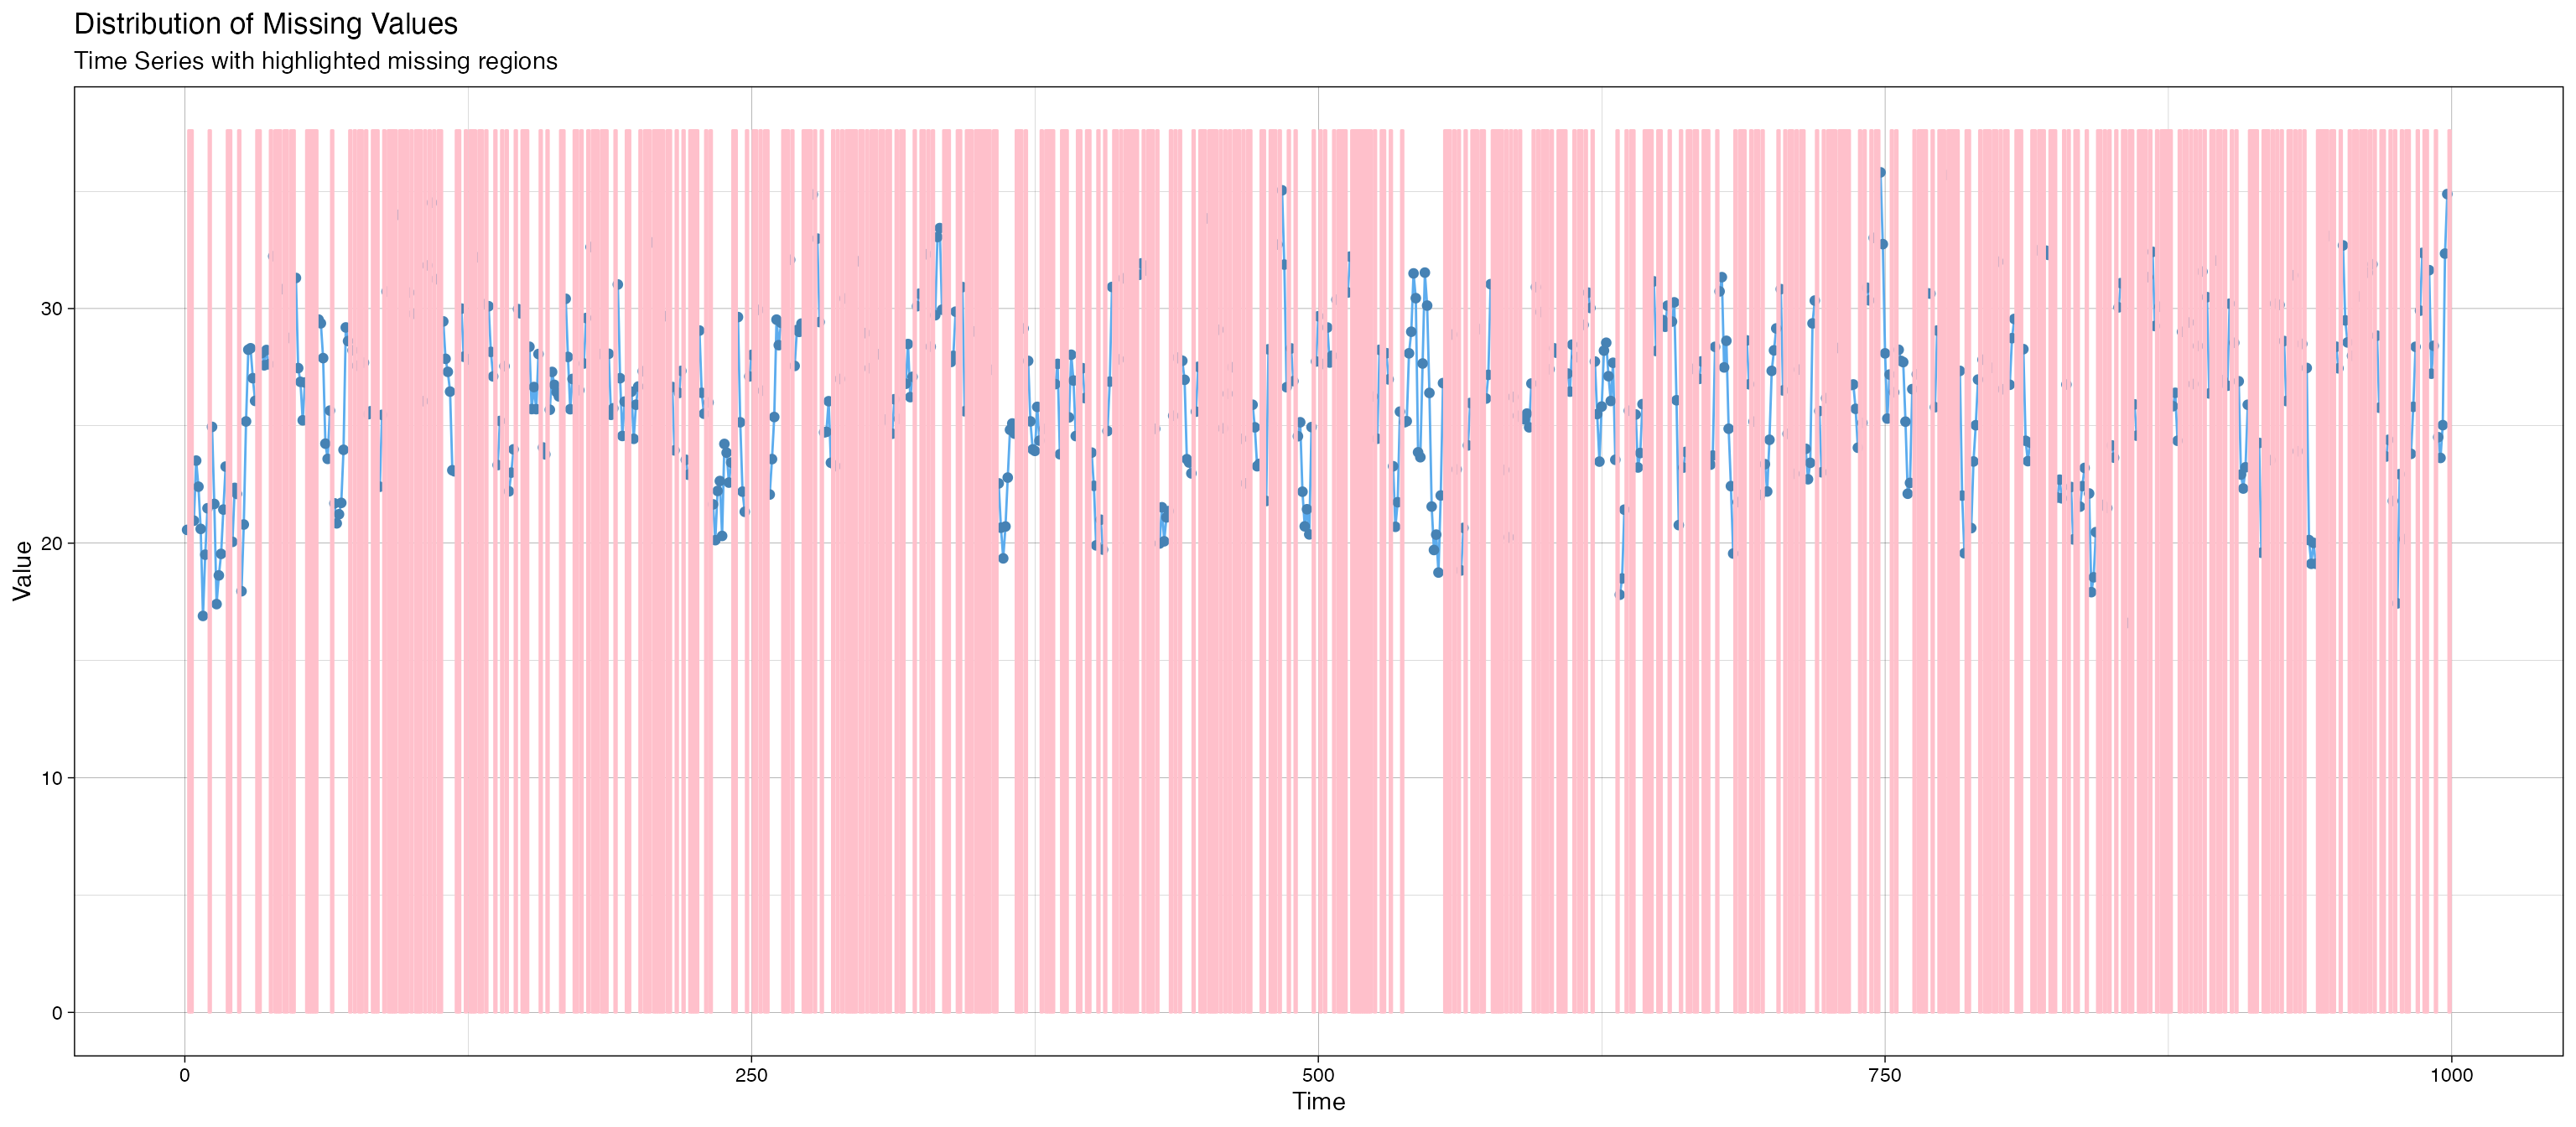 Distribution of Missing Values
Time Series with highlighted missing regions
Value
30
20
10
0
0 250 500 750 1000
Time